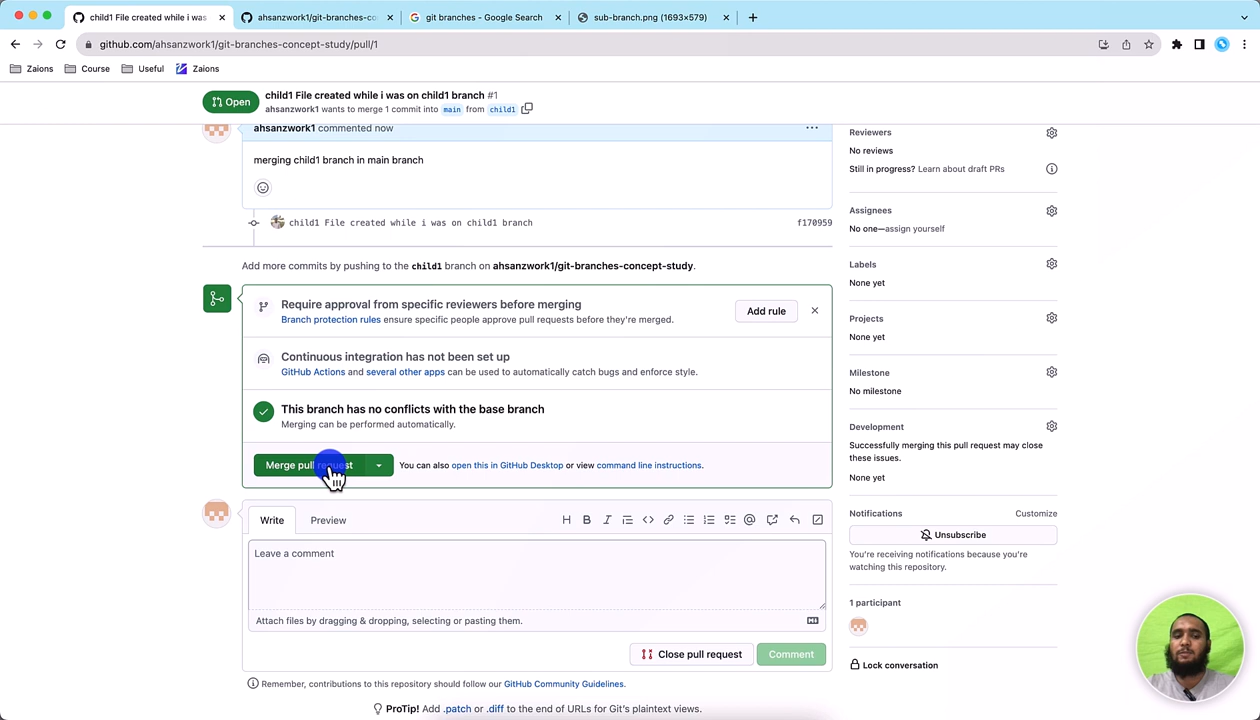 child1 File created while i was
ahsanzwork1/git-branches-co
git branches - Google Search
sub-branch.png (1693×579)
github.com/ahsanzwork1/git-branches-concept-study/pull/1
Zaions
Course
Useful
Zaions
Open
child1 File created while i was on child1 branch #1
ahsanzwork1 wants to merge 1 commit into main from child1
ahsanzwork1 commented now
merging child1 branch in main branch
child1 File created while i was on child1 branch f170959
Add more commits by pushing to the child1 branch on ahsanzwork1/git-branches-concept-study.
Require approval from specific reviewers before merging
Branch protection rules ensure specific people approve pull requests before they're merged.
Add rule
Continuous integration has not been set up
GitHub Actions and several other apps can be used to automatically catch bugs and enforce style.
This branch has no conflicts with the base branch
Merging can be performed automatically.
Merge pull request
You can also open this in GitHub Desktop or view command line instructions.
Write Preview
Leave a comment
Attach files by dragging & dropping, selecting or pasting them.
Close pull request
Comment
Remember, contributions to this repository should follow our GitHub Community Guidelines.
ProTip! Add .patch or .diff to the end of URLs for Git's plaintext views.
Reviewers
No reviews
Still in progress? Learn about draft PRs
Assignees
No one—assign yourself
Labels
None yet
Projects
None yet
Milestone
No milestone
Development
Successfully merging this pull request may close
these issues.
None yet
Notifications Customize
Unsubscribe
You're receiving notifications because you're
watching this repository.
1 participant
Lock conversation